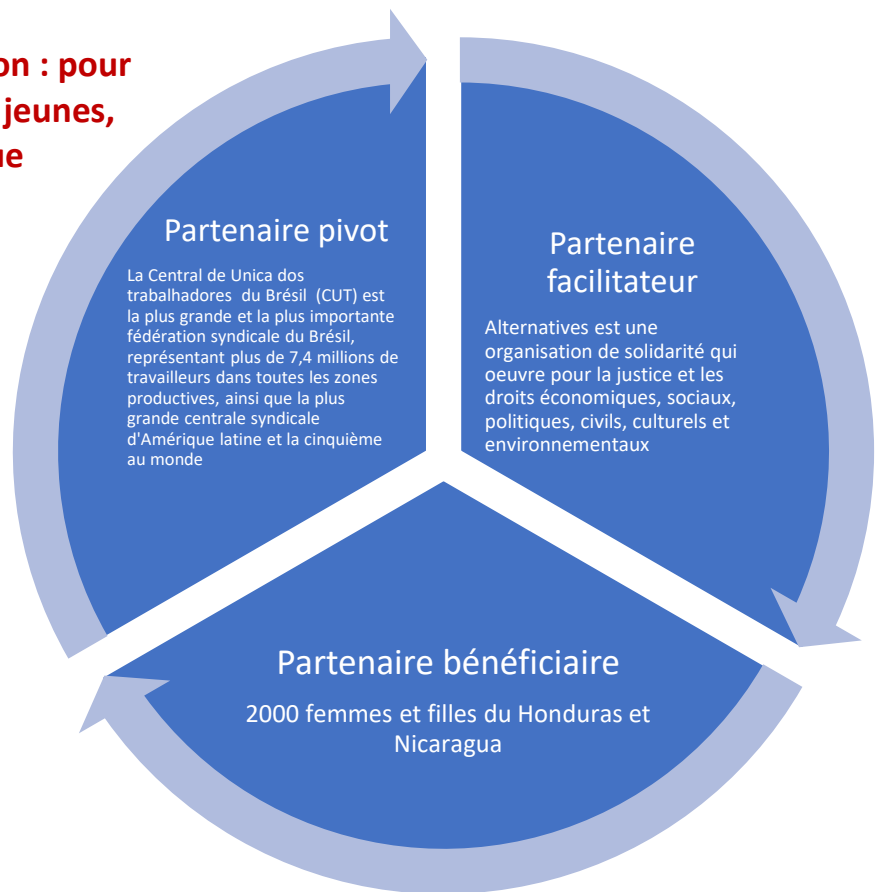 on : pour
jeunes,
ue
Partenaire pivot
La Central de Unica dos
trabalhadores du Brésil (CUT) est
la plus grande et la plus importante
fédération syndicale du Brésil,
représentant plus de 7,4 millions de
travailleurs dans toutes les zones
productives, ainsi que la plus
grande centrale syndicale
d'Amérique latine et la cinquième
au monde
Partenaire
facilitateur
Alternatives est une
organisation de solidarité qui
oeuvre pour la justice et les
droits économiques, sociaux,
politiques, civils, culturels et
environnementaux
Partenaire bénéficiaire
2000 femmes et filles du Honduras et
Nicaragua